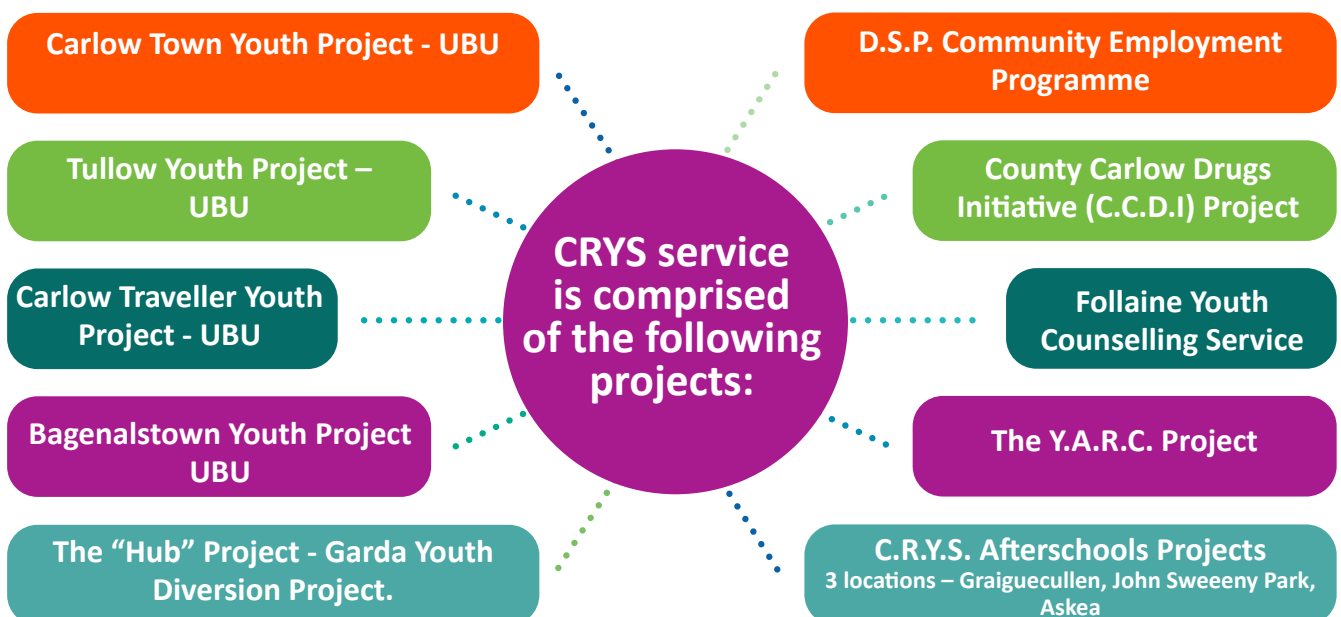 Carlow Town Youth Project - UBU
Tullow Youth Project –
UBU
Carlow Traveller Youth
Project - UBU
Bagenalstown Youth Project
UBU
The “Hub” Project - Garda Youth
Diversion Project.
CRYS service
is comprised
of the following
projects:
D.S.P. Community Employment
Programme
County Carlow Drugs
Initiative (C.C.D.I) Project
Follaine Youth
Counselling Service
The Y.A.R.C. Project
C.R.Y.S. Afterschools Projects
3 locations – Graiguecullen, John Sweeeny Park,
Askea